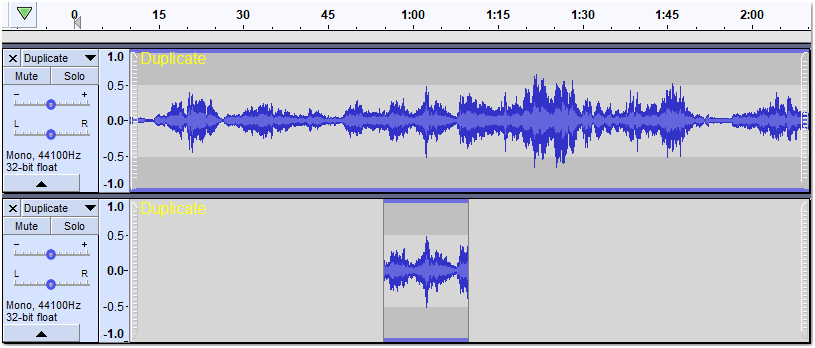 0 15 30 45 1:00 1:15 1:30 1:45 2:00
× Duplicate
Mute Solo
- +
L R
Mono, 44100Hz
32-bit float
1.0
0.5-
0.0-
-0.5-
-1.0
Duplicate
× Duplicate
Mute Solo
- +
L R
Mono, 44100Hz
32-bit float
1.0
0.5-
0.0-
-0.5-
-1.0
Duplicate